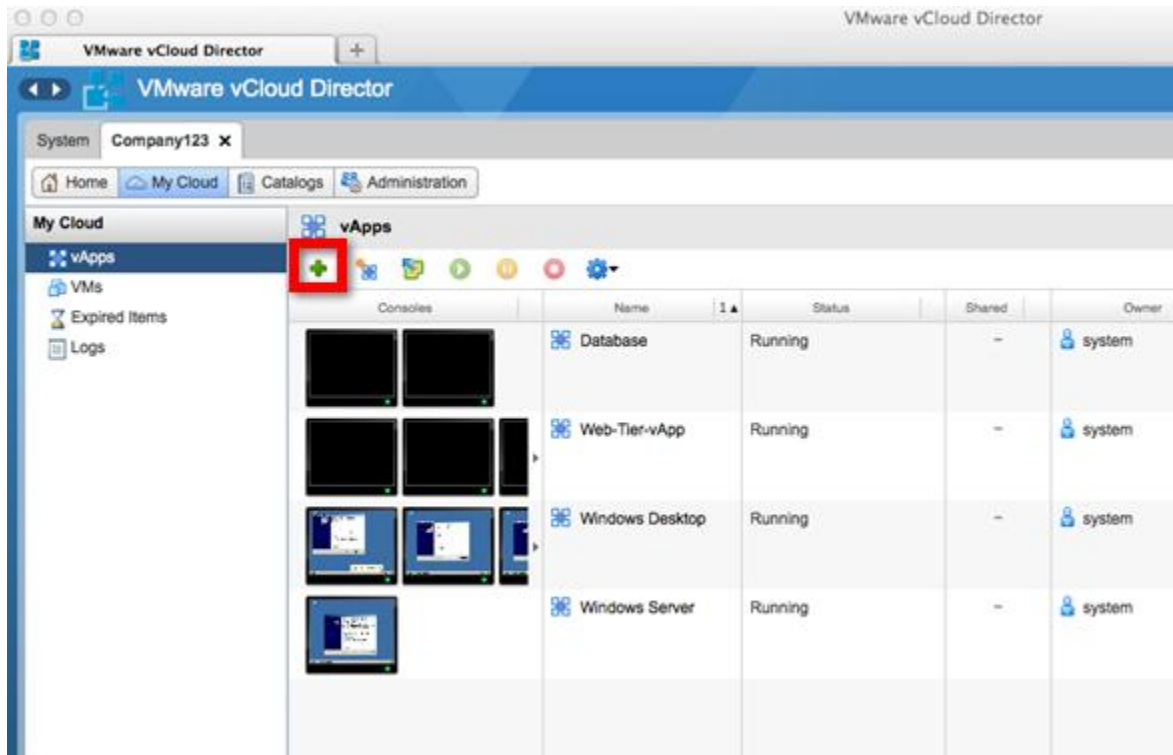 VMware vCloud Director
VMware vCloud Director +
VMware vCloud Director
System Company123 x
Home My Cloud Catalogs Administration
My Cloud
vApps
VMs
Expired Items
Logs
vApps
Consoles Name 1▲ Status Shared Owner
Database Running - system
Web-Tier-vApp Running - system
Windows Desktop Running - system
Windows Server Running - system